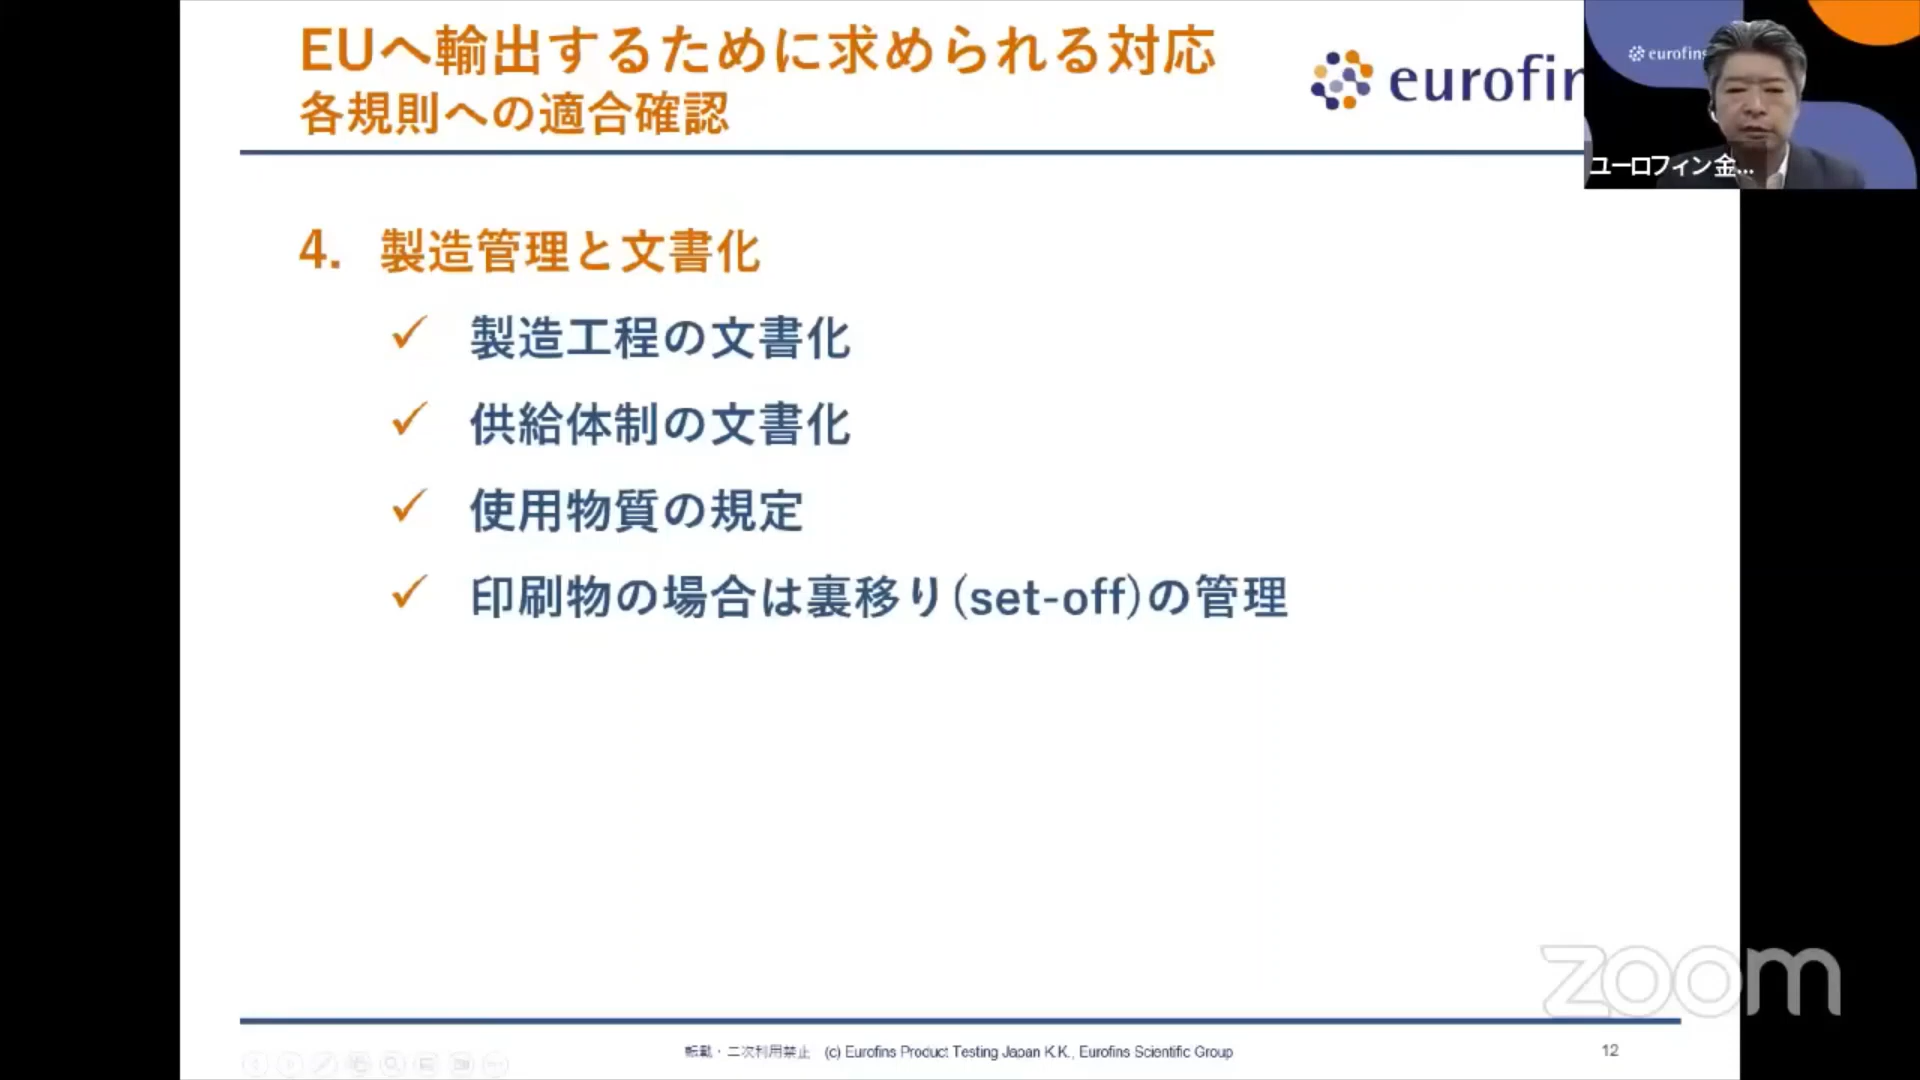 EUへ輸出するために求められる対応
各規則への適合確認
eurofin
eurofins
ユーロフィン金...
4. 製造管理と文書化
✓ 製造工程の文書化
✓ 供給体制の文書化
✓ 使用物質の規定
✓ 印刷物の場合は裏移り(set-off)の管理
zoom
転載・二次利用禁止 (c) Eurofins Product Testing Japan K.K., Eurofins Scientific Group
12